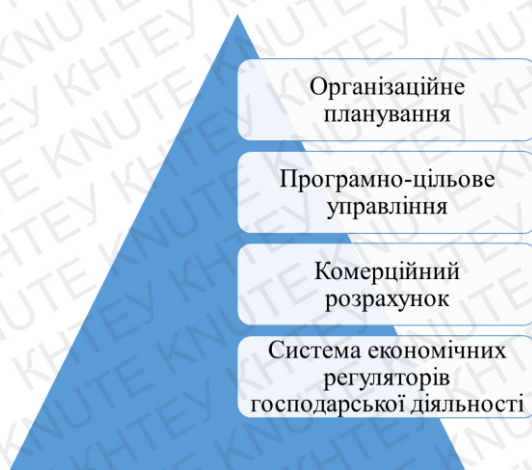 Організаційне
планування
Програмно-цільове
управління
Комерційний
розрахунок
Система економічних
регуляторів
господарської діяльності